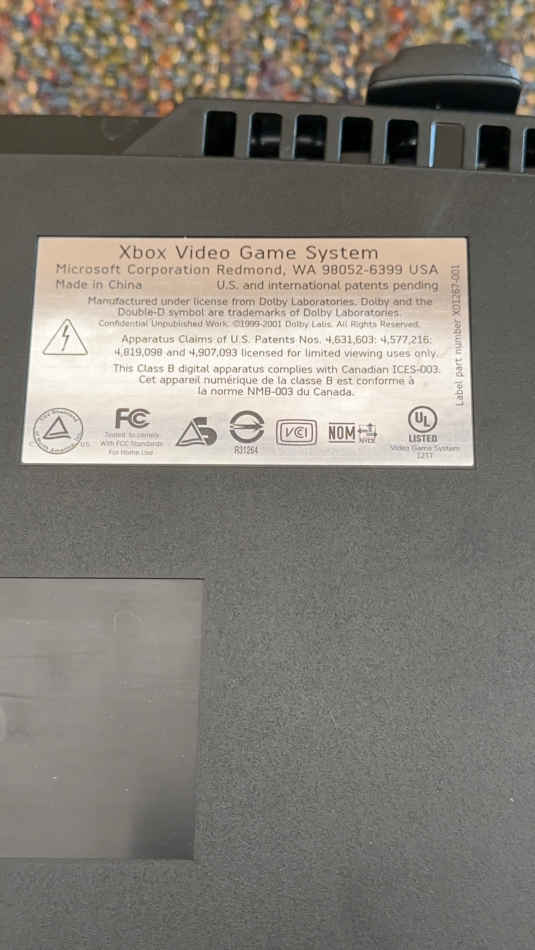 Xbox Video Game System
Microsoft Corporation Redmond, WA 98052-6399 USA
Made in China U.S. and international patents pending
Manufactured under license from Dolby Laboratories. Dolby and the
Double-D symbol are trademarks of Dolby Laboratories.
Confidential Unpublished Work. ©1999-2001 Dolby Labs. All Rights Reserved.
Apparatus Claims of U.S. Patents Nos. 4,631,603; 4,577,216;
4,819,098 and 4,907,093 licensed for limited viewing uses only.
This Class B digital apparatus complies with Canadian ICES-003.
Cet appareil numérique de la classe B est conforme à
la norme NMB-003 du Canada.
Label part number X01267-001
C US
FC
Tested to comply
With FCC Standards
For Home Use
R31264
VCI
NOM
NYCE
UL
LISTED
Video Game System
12T7